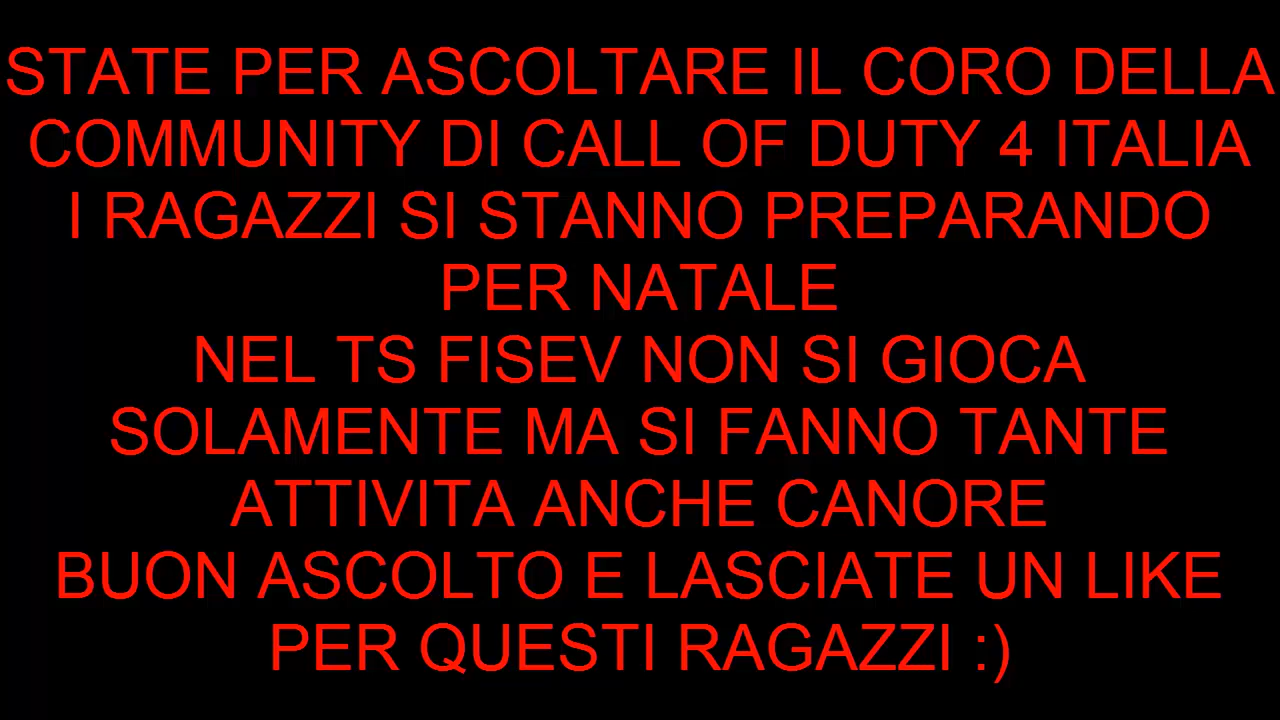 STATE PER ASCOLTARE IL CORO DELLA
COMMUNITY DI CALL OF DUTY 4 ITALIA
I RAGAZZI SI STANNO PREPARANDO
PER NATALE
NEL TS FISEV NON SI GIOCA
SOLAMENTE MA SI FANNO TANTE
ATTIVITA ANCHE CANORE
BUON ASCOLTO E LASCIATE UN LIKE
PER QUESTI RAGAZZI :)